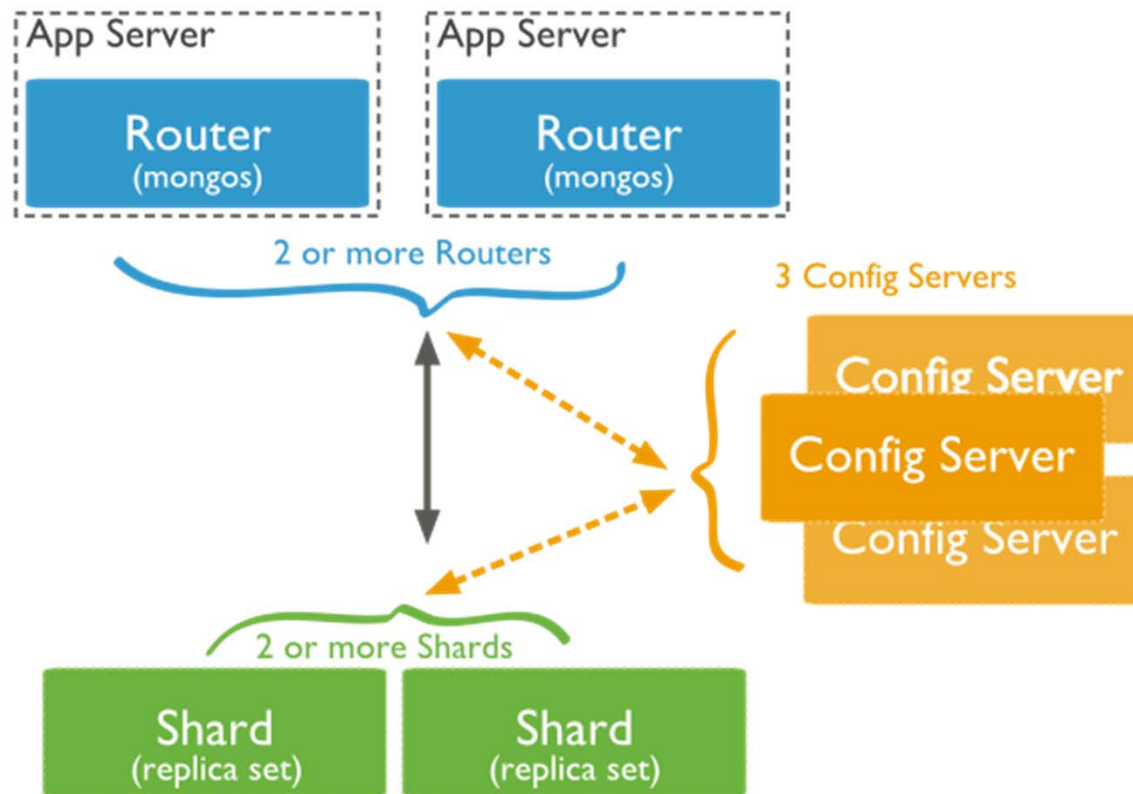 App Server
App Server
Router
(mongos)
Router
(mongos)
2 or more Routers
3 Config Servers
Config Server
Config Server
Config Server
2 or more Shards
Shard
(replica set)
Shard
(replica set)